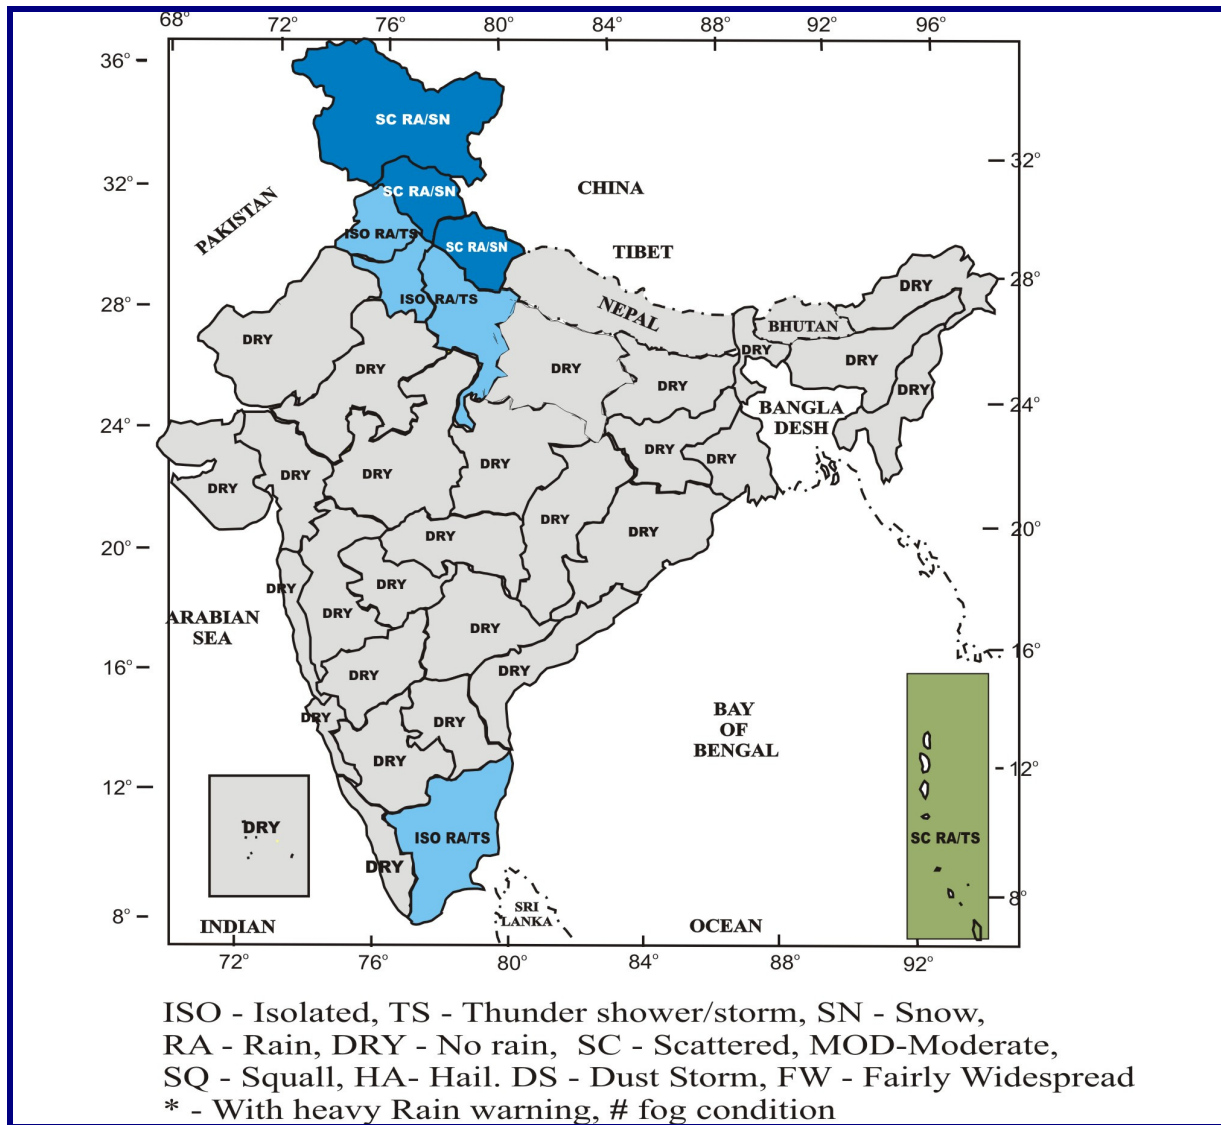 68° 72° 76° 80° 84° 88° 92° 96°
36°
SC RA/SN
32°
32°
CHINA
SC RA/SN
PAKISTAN
ISO RA/TS
SC RA/SN
TIBET
28°
DRY
28°
ISO RA/TS
NEPAL
BHUTAN
DRY
DRY
DRY
DRY
DRY
DRY
DRY
DRY
24°
BANGLA
DESH
24°
DRY
DRY
DRY
DRY
DRY
DRY
DRY
DRY
20°
DRY
DRY
20°
DRY
DRY
ARABIAN
SEA
DRY
DRY
16°
16°
DRY
DRY
DRY
DRY
BAY
OF
BENGAL
DRY
12°
12°
DRY
ISO RA/TS
SC RA/TS
DRY
8°
8°
INDIAN
SRI
LANKA
OCEAN
72° 76° 80° 84° 88° 92°
ISO - Isolated, TS - Thunder shower/storm, SN - Snow,
RA - Rain, DRY - No rain, SC - Scattered, MOD-Moderate,
SQ - Squall, HA- Hail. DS - Dust Storm, FW - Fairly Widespread
* - With heavy Rain warning, # fog condition